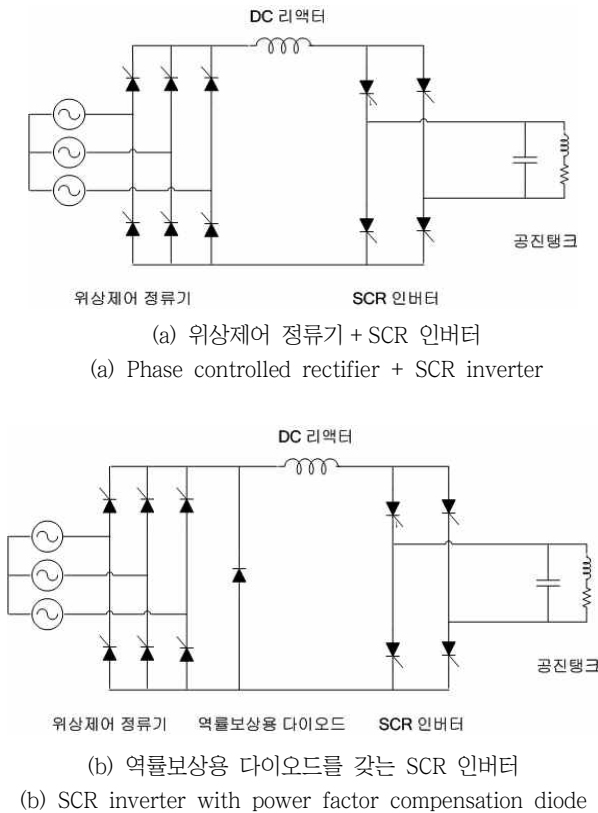 DC 리액터
공진탱크
위상제어 정류기 SCR 인버터
(a) 위상제어 정류기 + SCR 인버터
(a) Phase controlled rectifier + SCR inverter
DC 리액터
공진탱크
위상제어 정류기 역률보상용 다이오드 SCR 인버터
(b) 역률보상용 다이오드를 갖는 SCR 인버터
(b) SCR inverter with power factor compensation diode